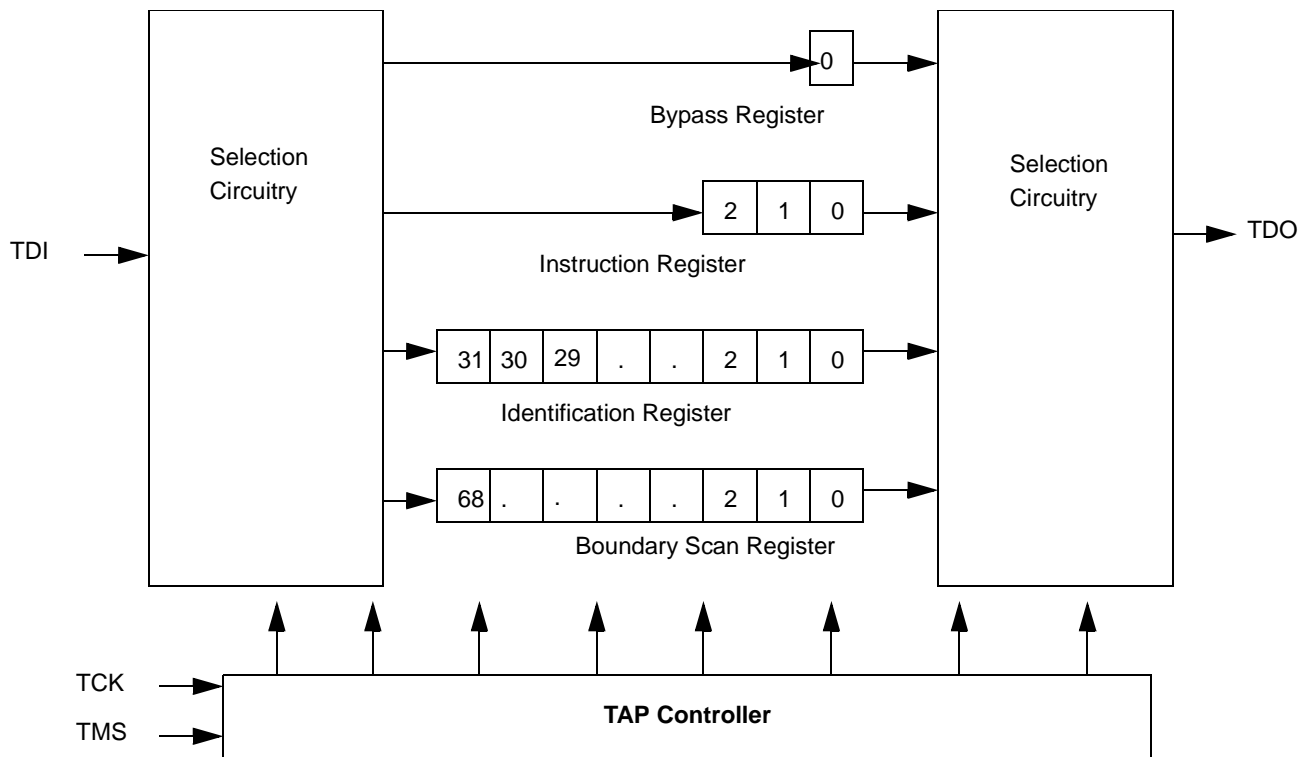 0
Bypass Register
Selection
Circuitry
Selection
Circuitry
2 1 0
TDI
TDO
Instruction Register
31 30 29 . . 2 1 0
Identification Register
68 . . . . 2 1 0
Boundary Scan Register
TCK
TMS
TAP Controller